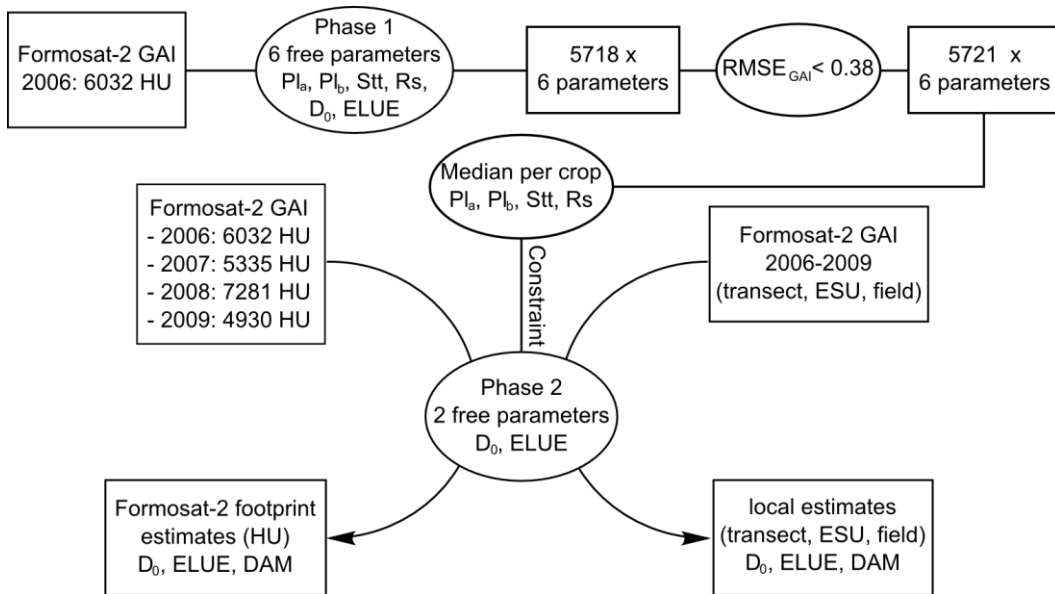 Formosat-2 GAI
2006: 6032 HU
Phase 1
6 free parameters
Plₐ, Pl_b, Stt, Rs,
D₀, ELUE
5718 x
6 parameters
RMSE_GAI< 0.38
5721 x
6 parameters
Median per crop
Plₐ, Pl_b, Stt, Rs
Formosat-2 GAI
- 2006: 6032 HU
- 2007: 5335 HU
- 2008: 7281 HU
- 2009: 4930 HU
Constraint
Formosat-2 GAI
2006-2009
(transect, ESU, field)
Phase 2
2 free parameters
D₀, ELUE
Formosat-2 footprint
estimates (HU)
D₀, ELUE, DAM
local estimates
(transect, ESU, field)
D₀, ELUE, DAM